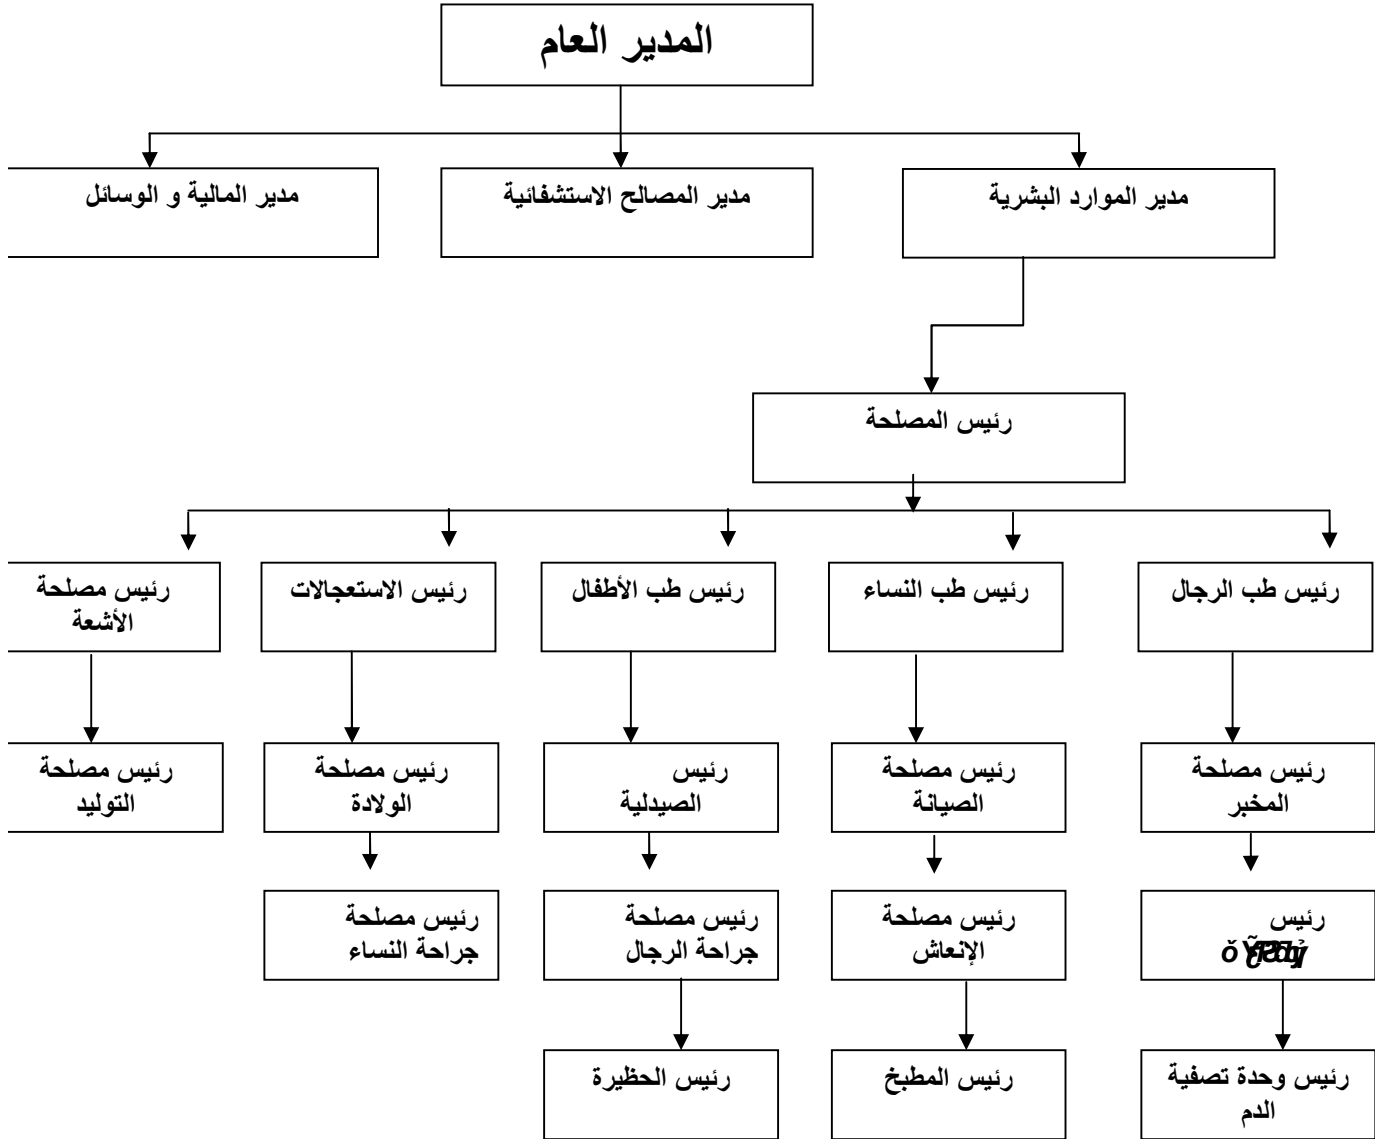 المدير العام
مدير الموارد البشرية
مدير المصالح الاستشفائية
مدير المالية و الوسائل
رئيس المصلحة
رئيس طب الرجال
رئيس طب النساء
رئيس طب الأطفال
رئيس الاستعجالات
رئيس مصلحة
الأشعة
رئيس مصلحة
المخبر
رئيس مصلحة
الصيانة
رئيس
الصيدلية
رئيس مصلحة
الولادة
رئيس مصلحة
التوليد
رئيس
رئيس مصلحة
الإنعاش
رئيس مصلحة
جراحة الرجال
رئيس مصلحة
جراحة النساء
رئيس وحدة تصفية
الدم
رئيس المطبخ
رئيس الحظيرة